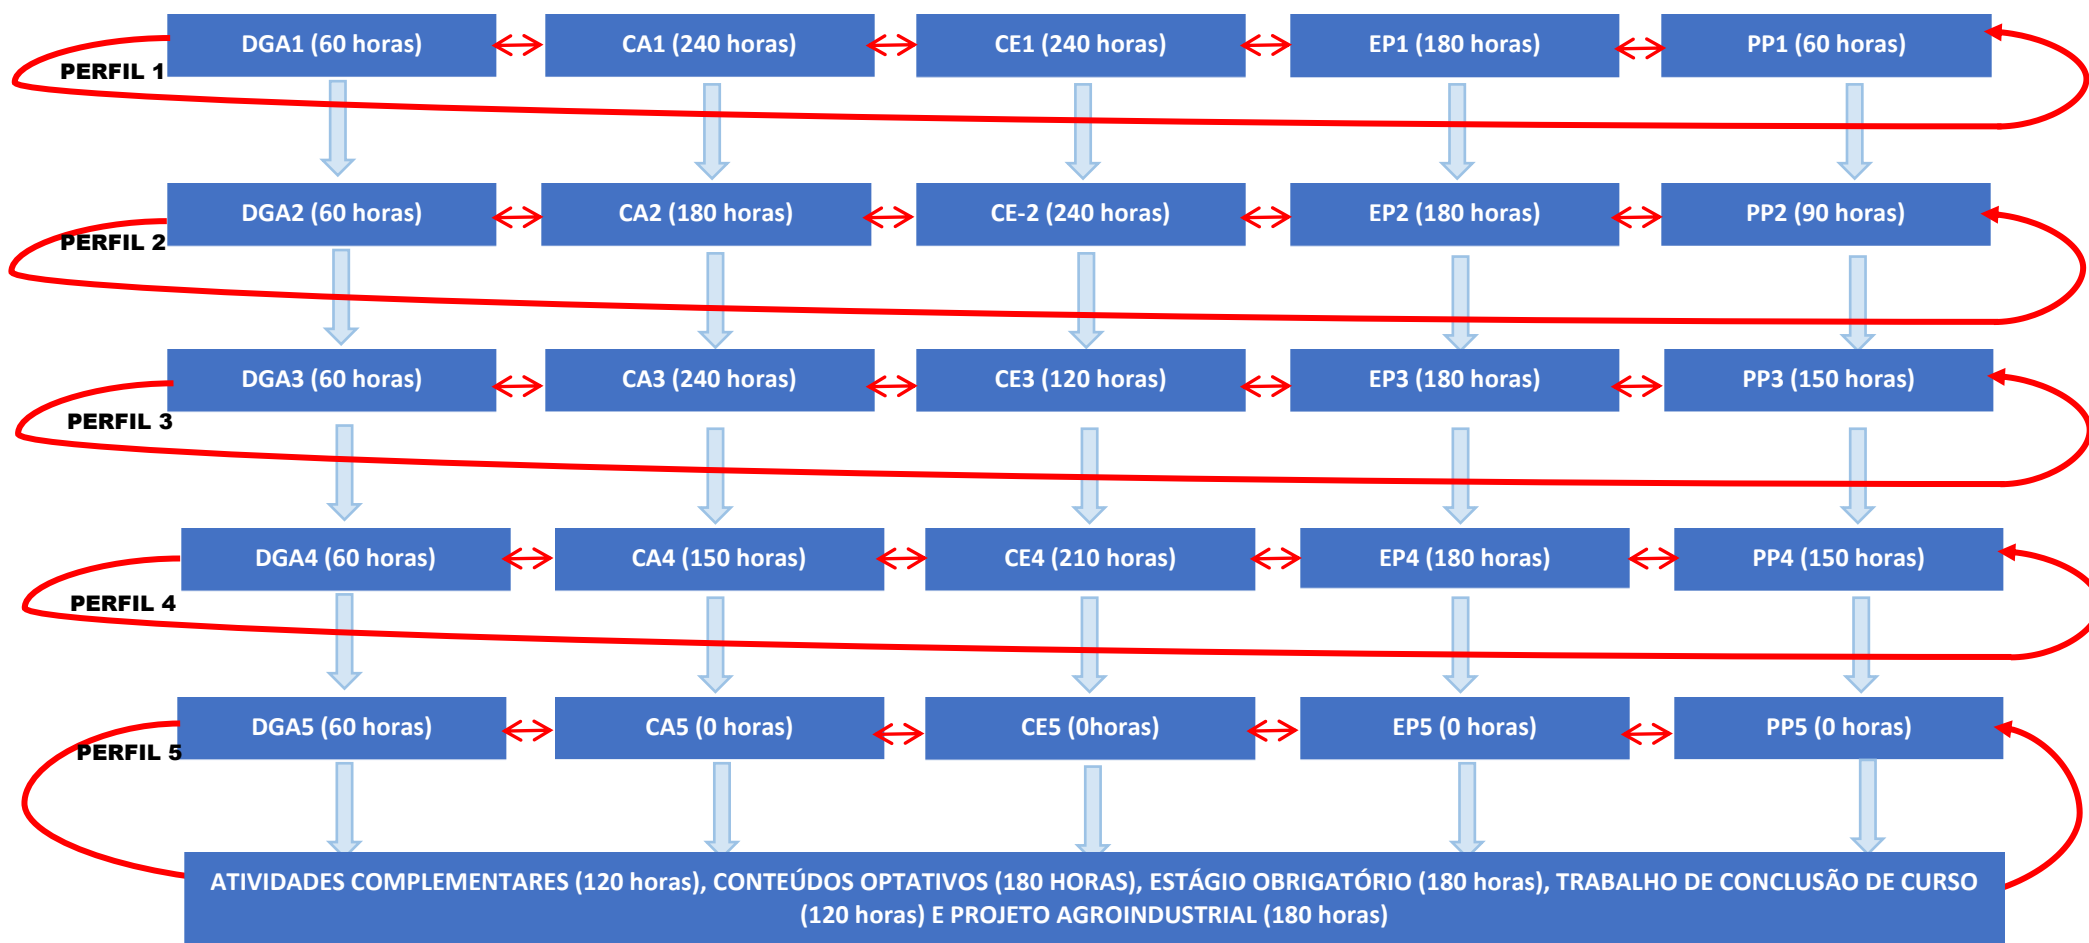 DGA1 (60 horas)
CA1 (240 horas)
CE1 (240 horas)
EP1 (180 horas)
PP1 (60 horas)
PERFIL 1
DGA2 (60 horas)
CA2 (180 horas)
CE-2 (240 horas)
EP2 (180 horas)
PP2 (90 horas)
PERFIL 2
DGA3 (60 horas)
CA3 (240 horas)
CE3 (120 horas)
EP3 (180 horas)
PP3 (150 horas)
PERFIL 3
DGA4 (60 horas)
CA4 (150 horas)
CE4 (210 horas)
EP4 (180 horas)
PP4 (150 horas)
PERFIL 4
DGA5 (60 horas)
CA5 (0 horas)
CE5 (0horas)
EP5 (0 horas)
PP5 (0 horas)
PERFIL 5
ATIVIDADES COMPLEMENTARES (120 horas), CONTEÚDOS OPTATIVOS (180 HORAS), ESTÁGIO OBRIGATÓRIO (180 horas), TRABALHO DE CONCLUSÃO DE CURSO
(120 horas) E PROJETO AGROINDUSTRIAL (180 horas)